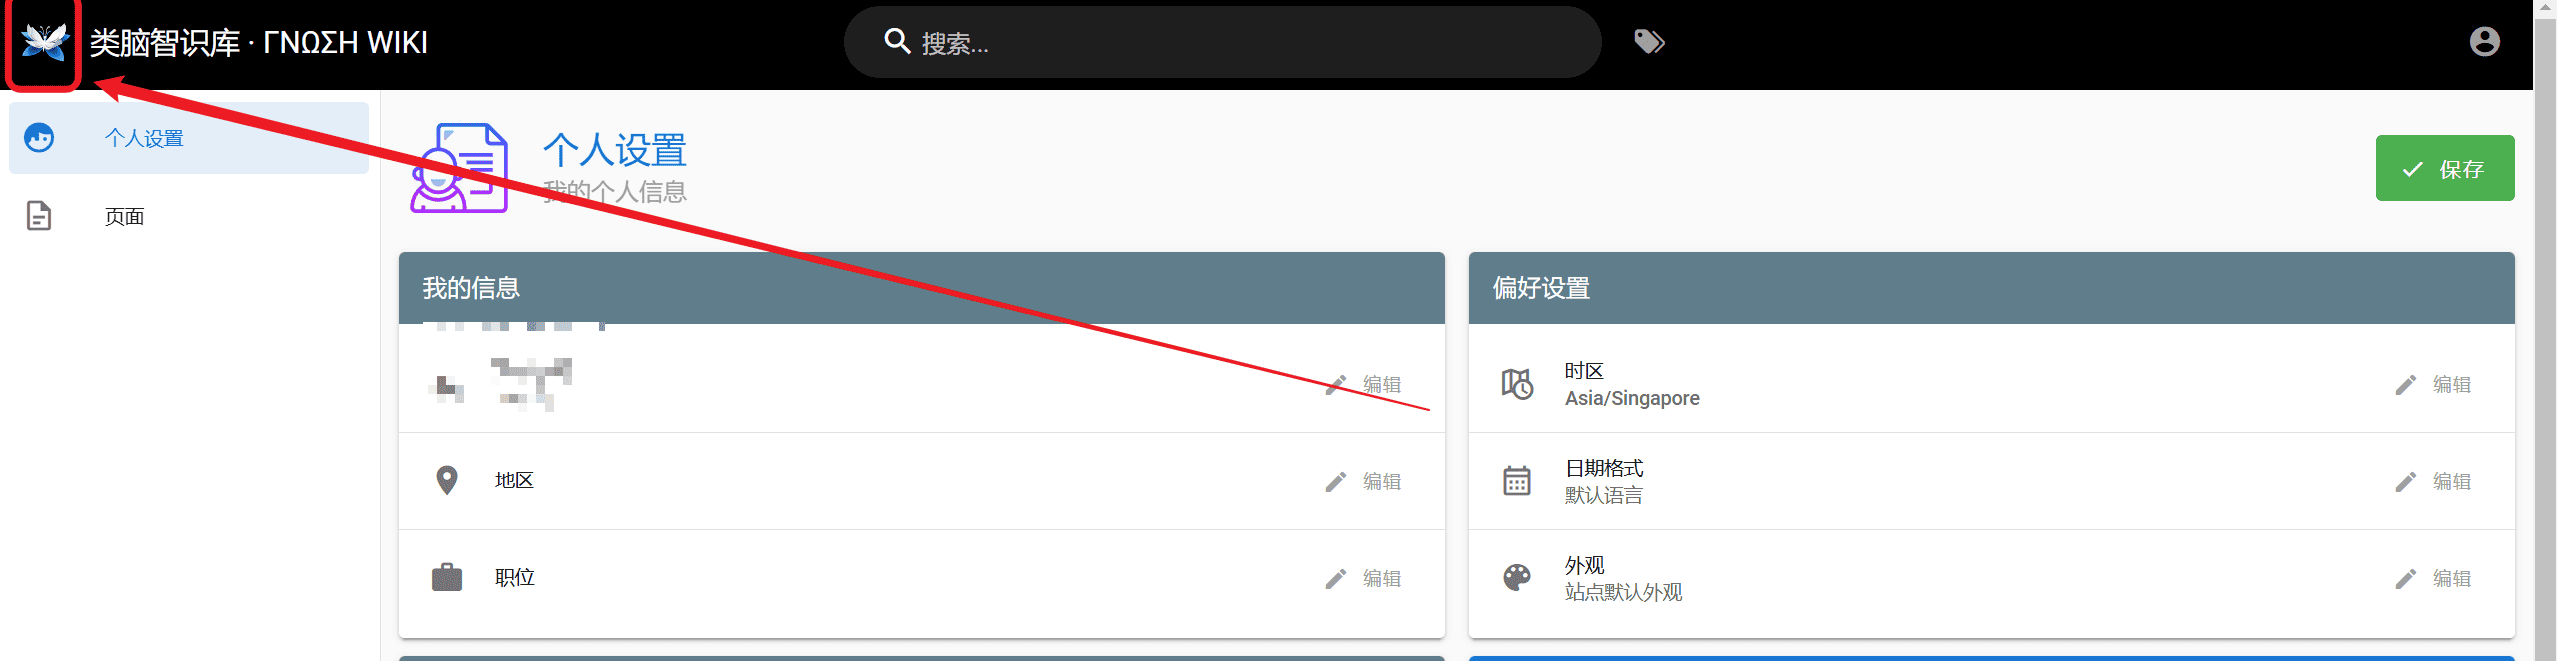 类脑智识库 · ΓΝΩΣΗ WIKI
搜索...
个人设置
页面
个人设置
我的个人信息
保存
我的信息
编辑
地区
编辑
职位
编辑
偏好设置
时区
Asia/Singapore
编辑
日期格式
默认语言
编辑
外观
站点默认外观
编辑